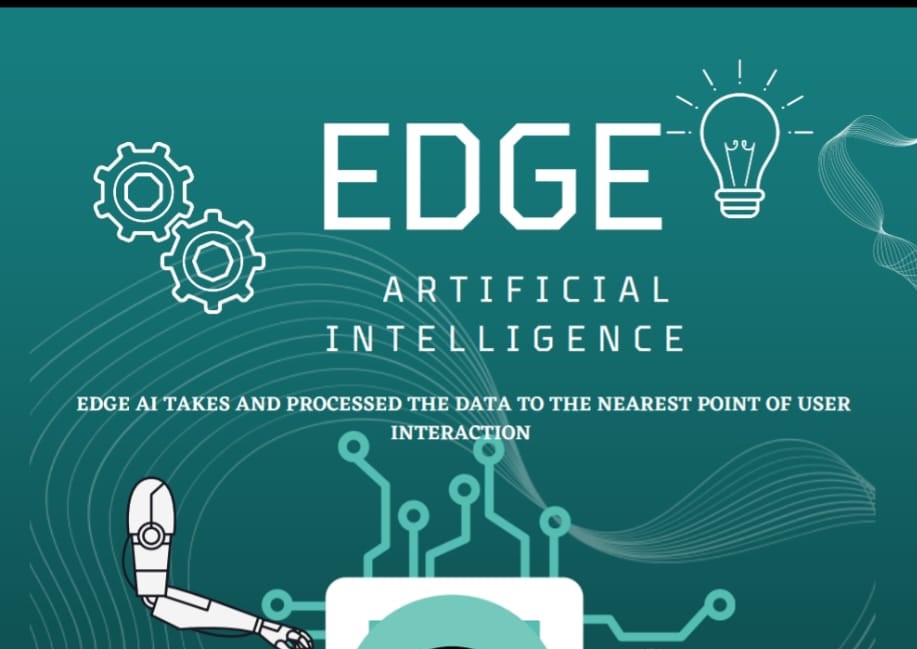 EDGE
ARTIFICIAL
INTELLIGENCE
EDGE AI TAKES AND PROCESSED THE DATA TO THE NEAREST POINT OF USER
INTERACTION